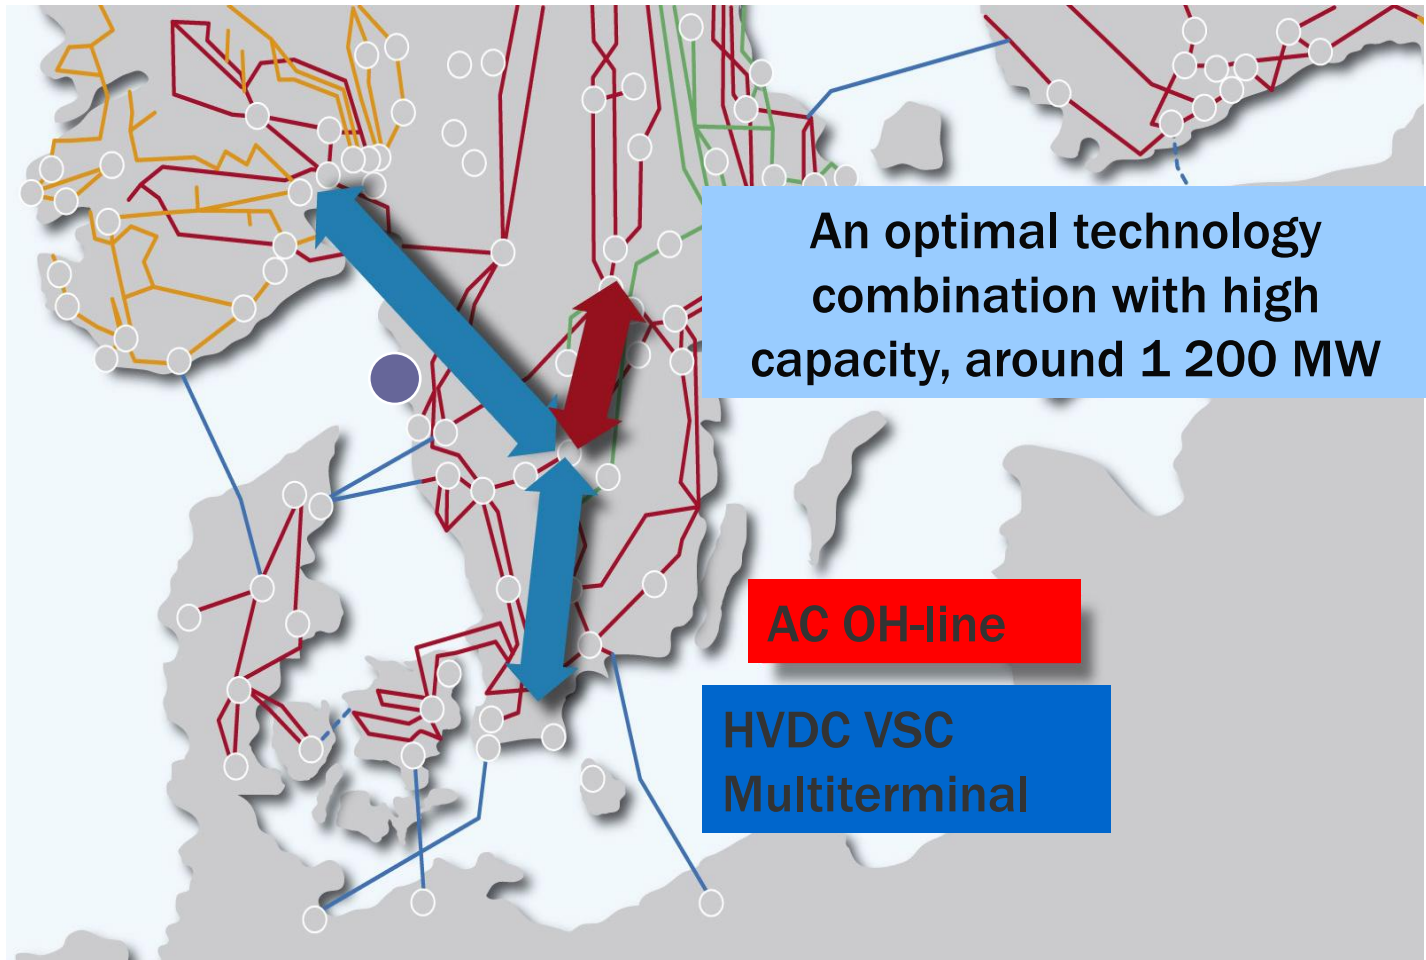 An optimal technology
combination with high
capacity, around 1 200 MW
AC OH-line
HVDC VSC
Multiterminal